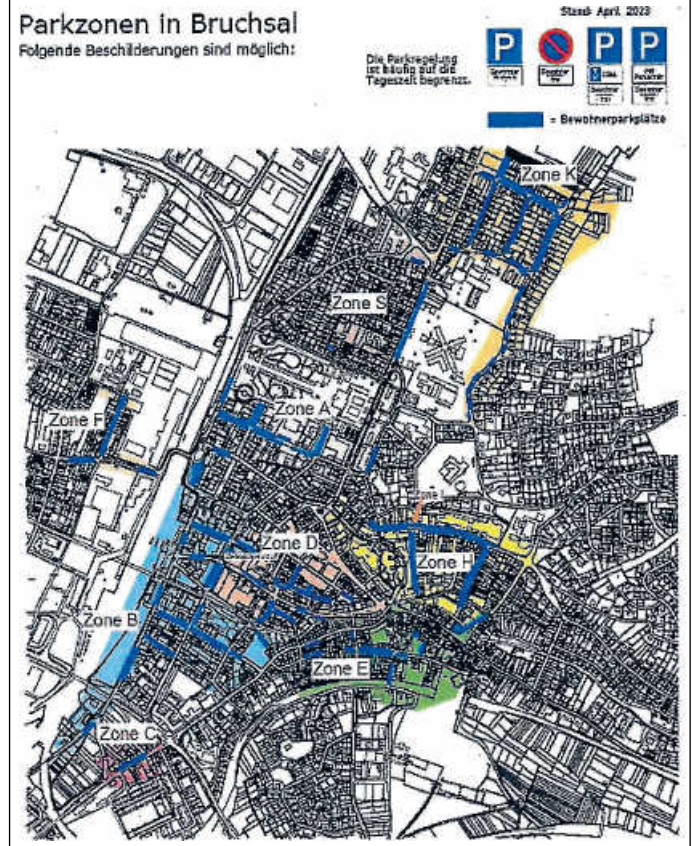 Parkzonen in Bruchsal
Folgende Beschilderungen sind möglich:
Stand: April 2023
Die Parkregelung
ist häufig auf die
Tageszeit begrenzt.
P
P
P
= Bewohnerparkplätze
Zone K
Zone S
Zone A
Zone F
Zone D
Zone H
Zone B
Zone E
Zone C